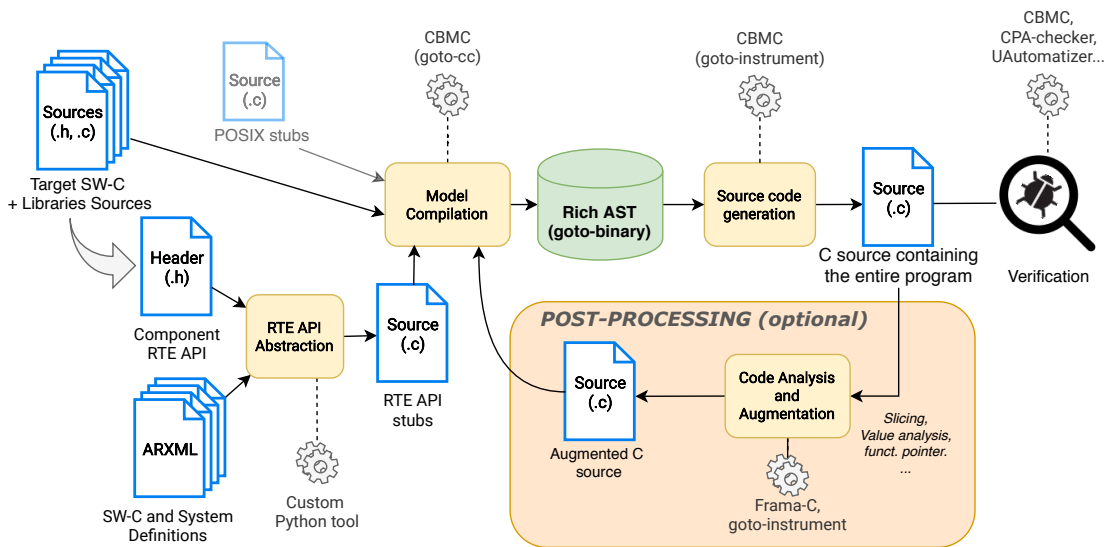 CBMC
(goto-cc)
CBMC
(goto-instrument)
CBMC,
CPA-checker,
UAutomatizer...
Sources
(.h, .c)
Source
(.c)
POSIX stubs
Target SW-C
+ Libraries Sources
Model
Compilation
Rich AST
(goto-binary)
Source code
generation
Source
(.c)
C source containing
the entire program
Verification
Header
(.h)
Component
RTE API
RTE API
Abstraction
Source
(.c)
RTE API
stubs
ARXML
SW-C and System
Definitions
Custom
Python tool
POST-PROCESSING (optional)
Source
(.c)
Augmented C
source
Code Analysis
and
Augmentation
Slicing,
Value analysis,
funct. pointer.
...
Frama-C,
goto-instrument